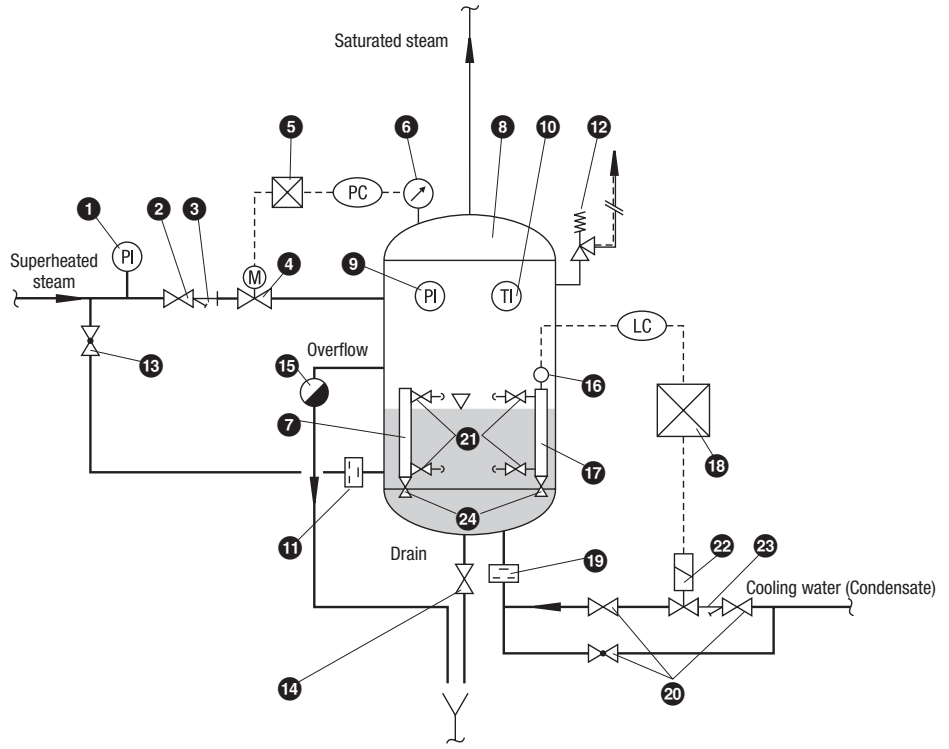 Saturated steam
5
6
8
10
12
PC
1
2
3
PI
Superheated
steam
M
4
9
PI
TI
LC
13
Overflow
15
16
7
21
17
18
24
11
Drain
19
22
23
Cooling water (Condensate)
14
20